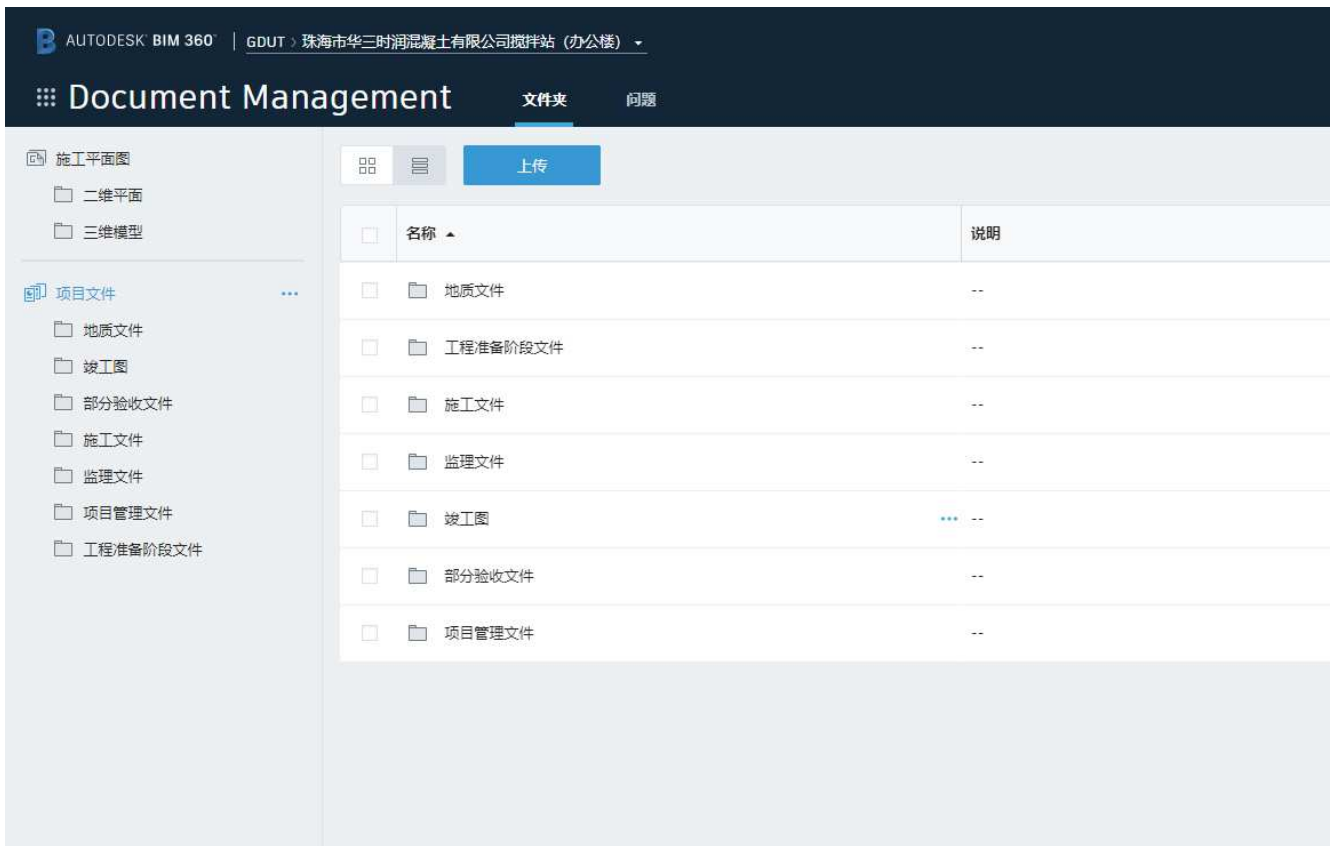 AUTODESK® BIM 360° | GDUT > 珠海市华三时润混凝土有限公司搅拌站（办公楼）
Document Management 文件夹 问题
施工平面图
二维平面
三维模型
项目文件
地质文件
竣工图
部分验收文件
施工文件
监理文件
项目管理文件
工程准备阶段文件
上传
名称 说明
地质文件 --
工程准备阶段文件 --
施工文件 --
监理文件 --
竣工图 --
部分验收文件 --
项目管理文件 --